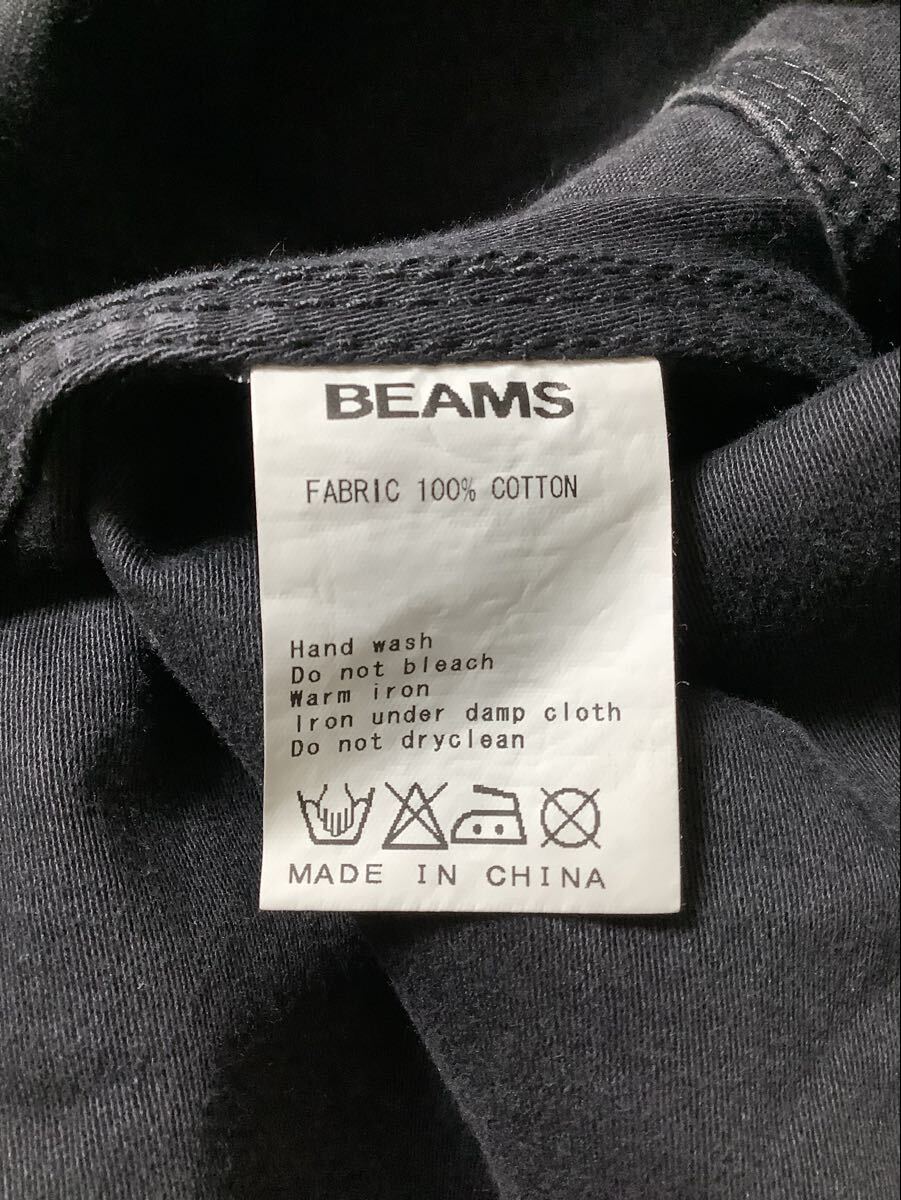 BEAMS
FABRIC 100% COTTON
Hand wash
Do not bleach
Warm iron
Iron under damp cloth
Do not dryclean
MADE IN CHINA